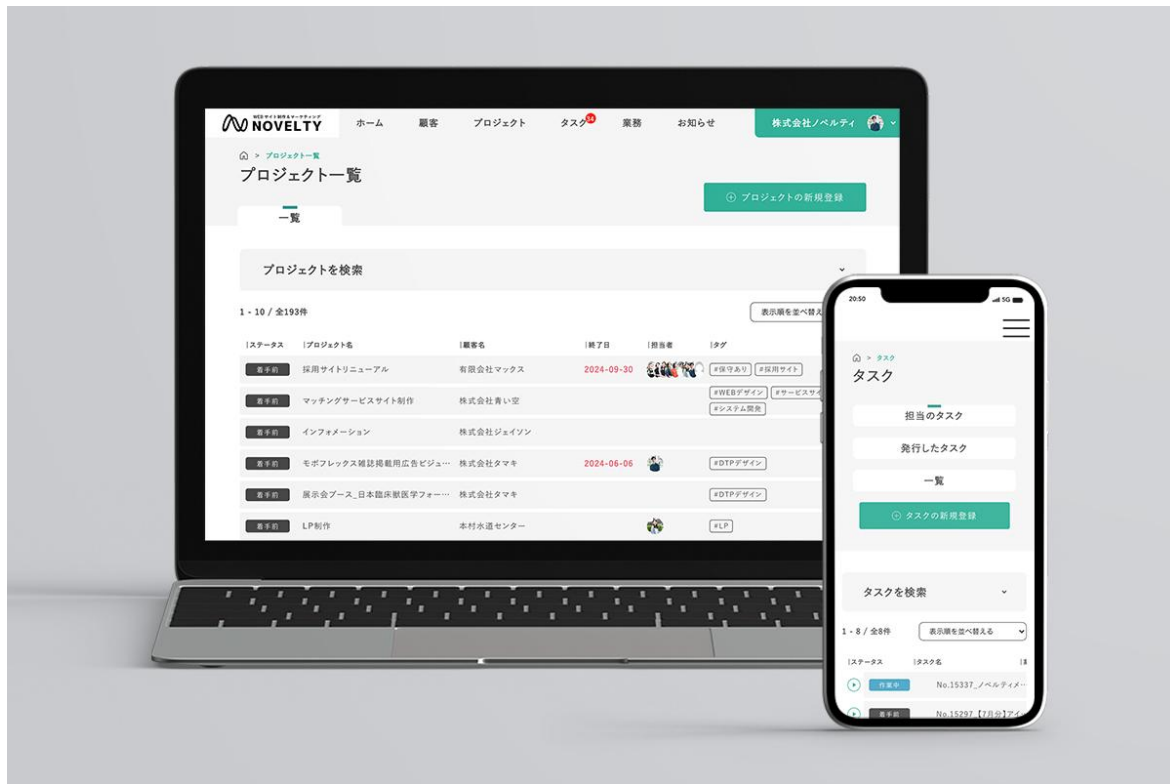 WEBサイト制作&マーケティング
NOVELTY
ホーム
顧客
プロジェクト
タスク
34
業務
お知らせ
株式会社ノベルティ
> プロジェクト一覧
プロジェクト一覧
プロジェクトの新規登録
一覧
プロジェクトを検索
1 - 10 / 全193件
表示順を並べ替え
ステータス プロジェクト名 顧客名 終了日 担当者 タグ
着手前 採用サイトリニューアル 有限会社マックス 2024-09-30 #保守あり #採用サイト
#WEBデザイン #サービスサイ
着手前 マッチングサービスサイト制作 株式会社青い空
#システム開発
着手前 インフォメーション 株式会社ジェイソン
着手前 モボフレックス雑誌掲載用広告ビジュ… 株式会社タマキ 2024-06-06 #DTPデザイン
着手前 展示会ブース_日本臨床獣医学フォー… 株式会社タマキ #DTPデザイン
着手前 LP制作 本村水道センター #LP
20:50
5G
> タスク
タスク
担当のタスク
発行したタスク
一覧
タスクの新規登録
タスクを検索
1 - 8 / 全8件
表示順を並べ替える
ステータス タスク名
作業中 No.15337_ノベルティメ…
着手前 No.15297_【7月分】アイ